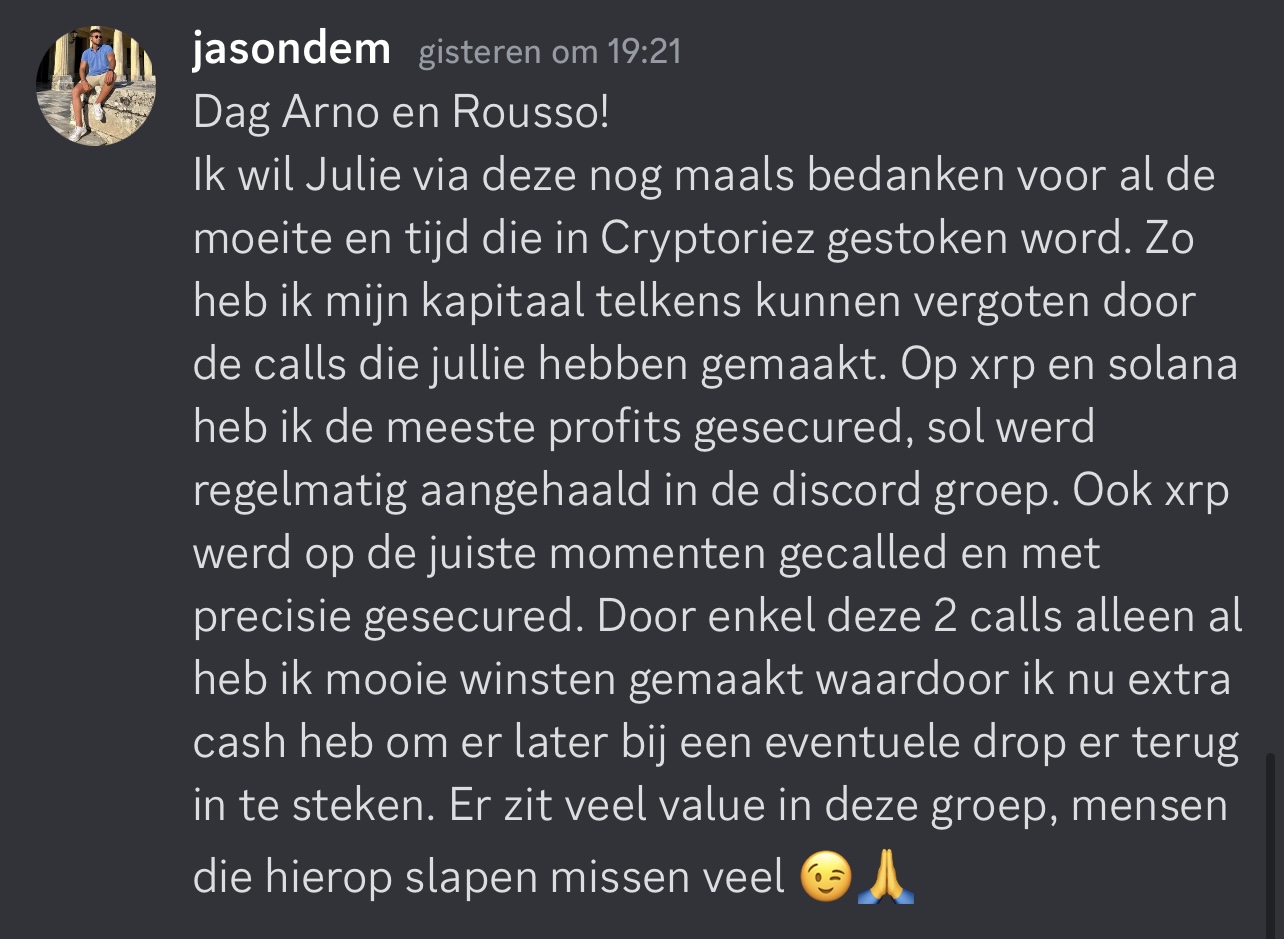 jasondem gisteren om 19:21
Dag Arno en Rousso!
Ik wil Julie via deze nog maals bedanken voor al de
moeite en tijd die in Cryptoriez gestoken word. Zo
heb ik mijn kapitaal telkens kunnen vergoten door
de calls die jullie hebben gemaakt. Op xrp en solana
heb ik de meeste profits gesecured, sol werd
regelmatig aangehaald in de discord groep. Ook xrp
werd op de juiste momenten gecalled en met
precisie gesecured. Door enkel deze 2 calls alleen al
heb ik mooie winsten gemaakt waardoor ik nu extra
cash heb om er later bij een eventuele drop er terug
in te steken. Er zit veel value in deze groep, mensen
die hierop slapen missen veel 😉🙏